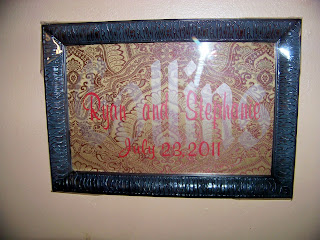 Ryan and Stephanie
July 23, 2011